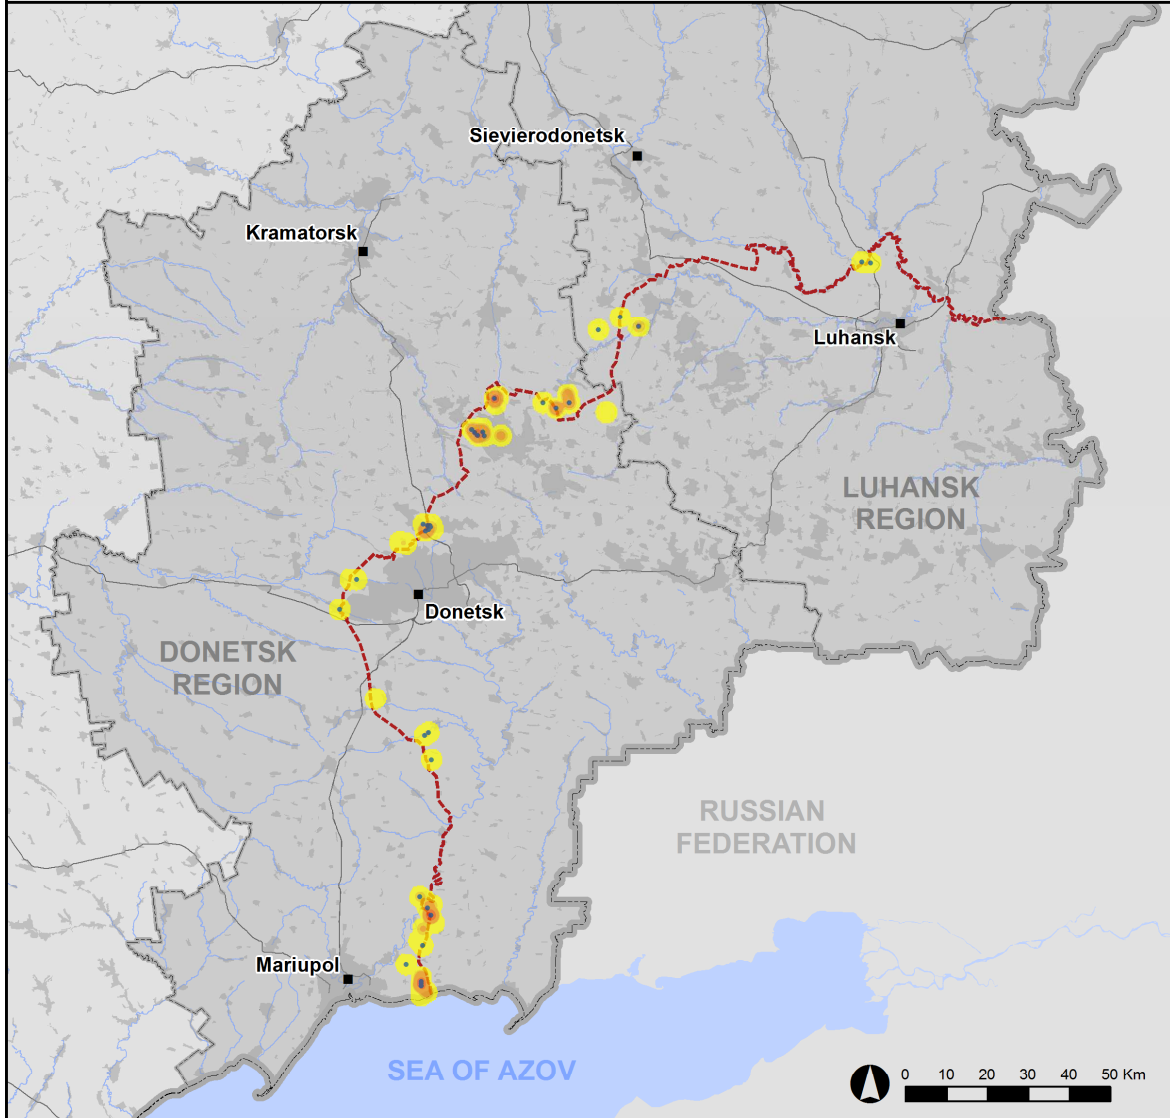 Sievierodonetsk
Kramatorsk
Luhansk
LUHANSK
REGION
Donetsk
DONETSK
REGION
RUSSIAN
FEDERATION
Mariupol
SEA OF AZOV
0 10 20 30 40 50 Km